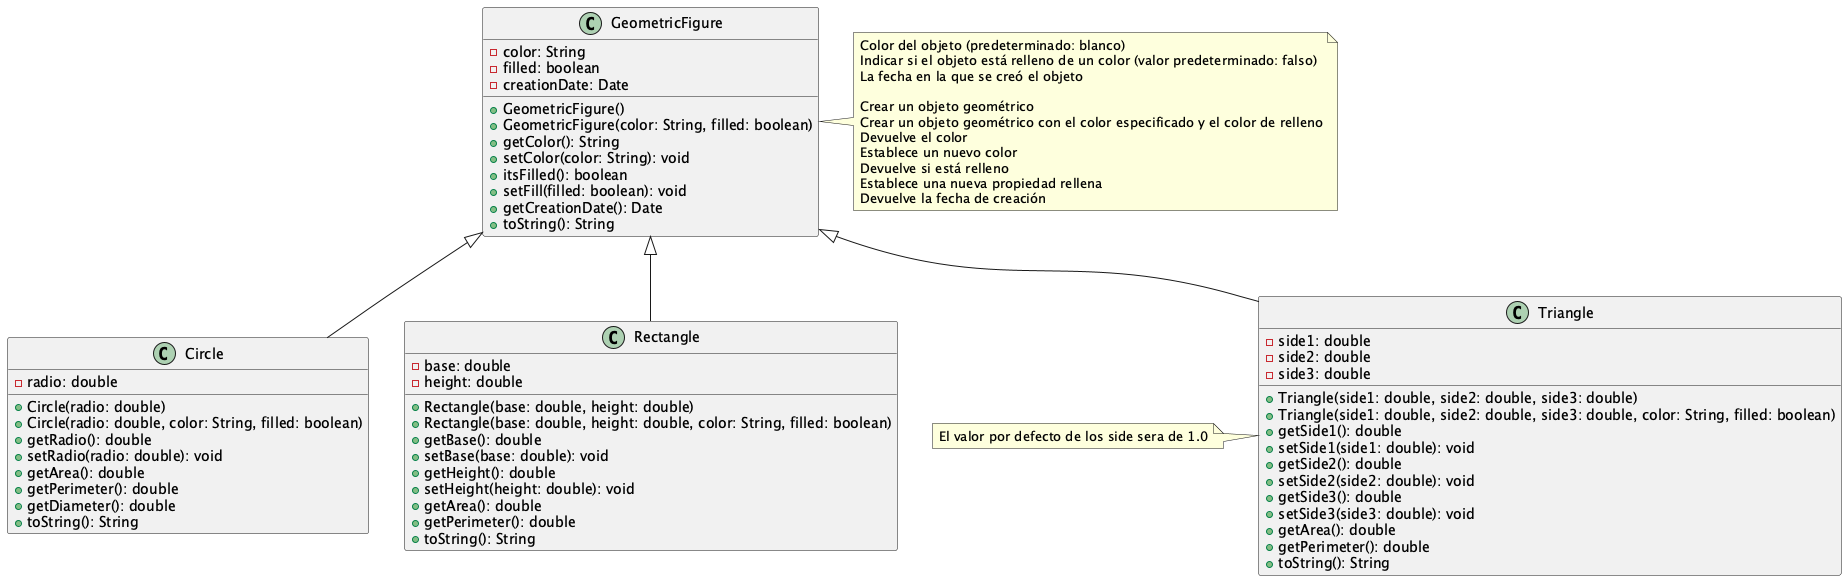 GeometricFigure
color: String
filled: boolean
creationDate: Date
GeometricFigure()
GeometricFigure(color: String, filled: boolean)
getColor(): String
setColor(color: String): void
itsFilled(): boolean
setFill(filled: boolean): void
getCreationDate(): Date
toString(): String
Color del objeto (predeterminado: blanco)
Indicar si el objeto está relleno de un color (valor predeterminado: falso)
La fecha en la que se creó el objeto
Crear un objeto geométrico
Crear un objeto geométrico con el color especificado y el color de relleno
Devuelve el color
Establece un nuevo color
Devuelve si está relleno
Establece una nueva propiedad rellena
Devuelve la fecha de creación
Circle
radio: double
Circle(radio: double)
Circle(radio: double, color: String, filled: boolean)
getRadio(): double
setRadio(radio: double): void
getArea(): double
getPerimeter(): double
getDiameter(): double
toString(): String
Rectangle
base: double
height: double
Rectangle(base: double, height: double)
Rectangle(base: double, height: double, color: String, filled: boolean)
getBase(): double
setBase(base: double): void
getHeight(): double
setHeight(height: double): void
getArea(): double
getPerimeter(): double
toString(): String
El valor por defecto de los side sera de 1.0
Triangle
side1: double
side2: double
side3: double
Triangle(side1: double, side2: double, side3: double)
Triangle(side1: double, side2: double, side3: double, color: String, filled: boolean)
getSide1(): double
setSide1(side1: double): void
getSide2(): double
setSide2(side2: double): void
getSide3(): double
setSide3(side3: double): void
getArea(): double
getPerimeter(): double
toString(): String